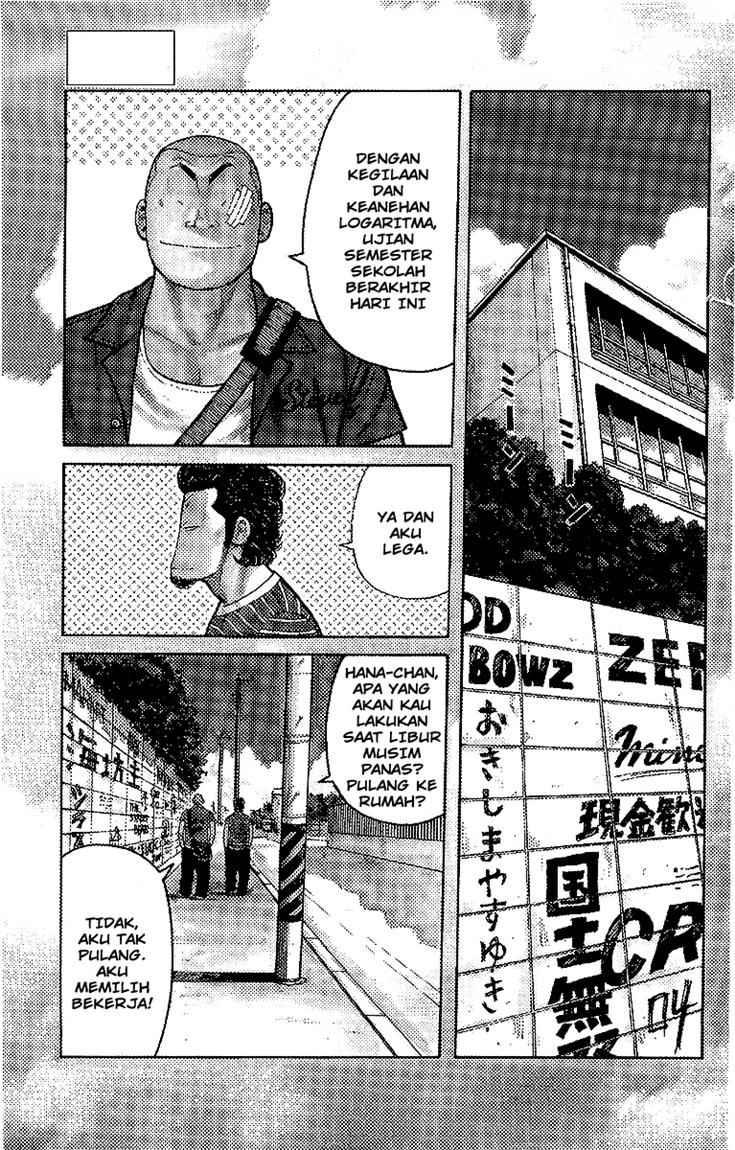 ミーン
ミーン
OD
BOWZ
ZER
おきしまやすゆき
現金歓
国士無
CR
DENGAN
KEGILAAN
DAN
KEANEHAN
LOGARITMA,
UJIAN
SEMESTER
SEKOLAH
BERAKHIR
HARI INI
YA DAN
AKU
LEGA.
HANA-CHAN,
APA YANG
AKAN KAU
LAKUKAN
SAAT LIBUR
MUSIM
PANAS?
PULANG KE
RUMAH?
TIDAK,
AKU TAK
PULANG.
AKU
MEMILIH
BEKERJA!